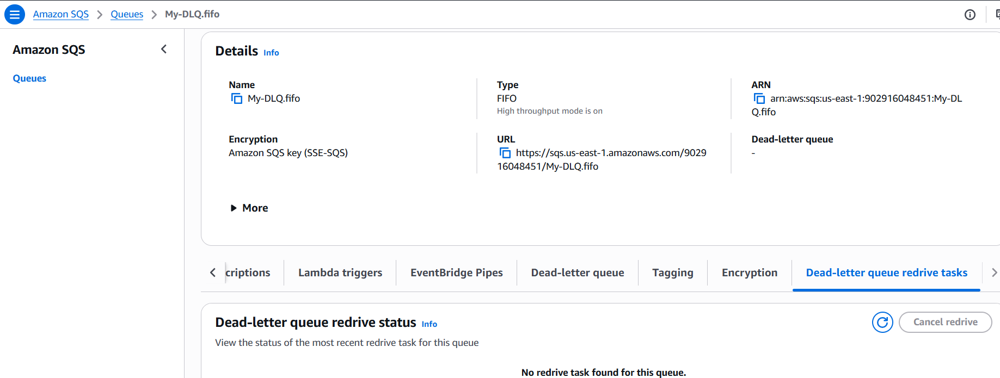 Amazon SQS > Queues > My-DLQ.fifo
Amazon SQS
Queues
Details Info
Name
My-DLQ.fifo
Type
FIFO
High throughput mode is on
ARN
arn:aws:sqs:us-east-1:902916048451:My-DL
Q.fifo
Encryption
Amazon SQS key (SSE-SQS)
URL
https://sqs.us-east-1.amazonaws.com/9029
16048451/My-DLQ.fifo
Dead-letter queue
-
More
criptions Lambda triggers EventBridge Pipes Dead-letter queue Tagging Encryption Dead-letter queue redrive tasks
Dead-letter queue redrive status Info
Cancel redrive
View the status of the most recent redrive task for this queue
No redrive task found for this queue.